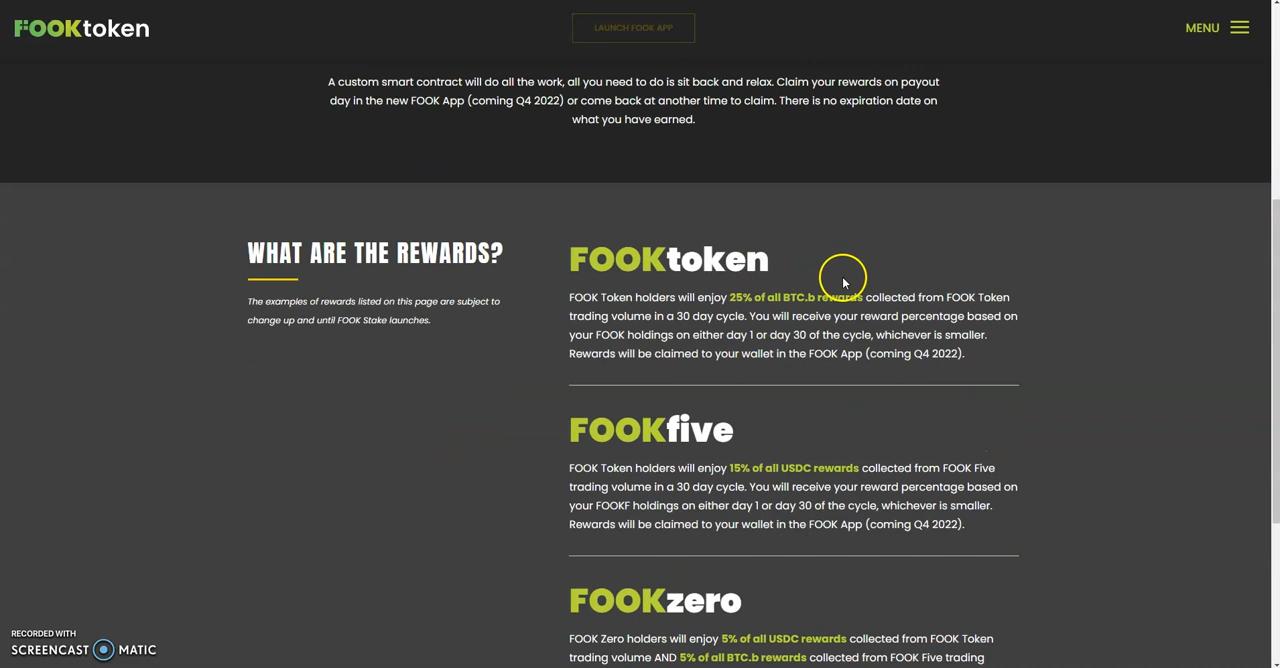 FOOKtoken
LAUNCH FOOK APP
MENU
A custom smart contract will do all the work, all you need to do is sit back and relax. Claim your rewards on payout
day in the new FOOK App (coming Q4 2022) or come back at another time to claim. There is no expiration date on
what you have earned.
WHAT ARE THE REWARDS?
The examples of rewards listed on this page are subject to
change up and until FOOK Stake launches.
FOOKtoken
FOOK Token holders will enjoy 25% of all BTC.b rewards collected from FOOK Token
trading volume in a 30 day cycle. You will receive your reward percentage based on
your FOOK holdings on either day 1 or day 30 of the cycle, whichever is smaller.
Rewards will be claimed to your wallet in the FOOK App (coming Q4 2022).
FOOKfive
FOOK Token holders will enjoy 15% of all USDC rewards collected from FOOK Five
trading volume in a 30 day cycle. You will receive your reward percentage based on
your FOOKF holdings on either day 1 or day 30 of the cycle, whichever is smaller.
Rewards will be claimed to your wallet in the FOOK App (coming Q4 2022).
FOOKzero
FOOK Zero holders will enjoy 5% of all USDC rewards collected from FOOK Token
trading volume AND 5% of all BTC.b rewards collected from FOOK Five trading
RECORDED WITH
SCREENCAST MATIC